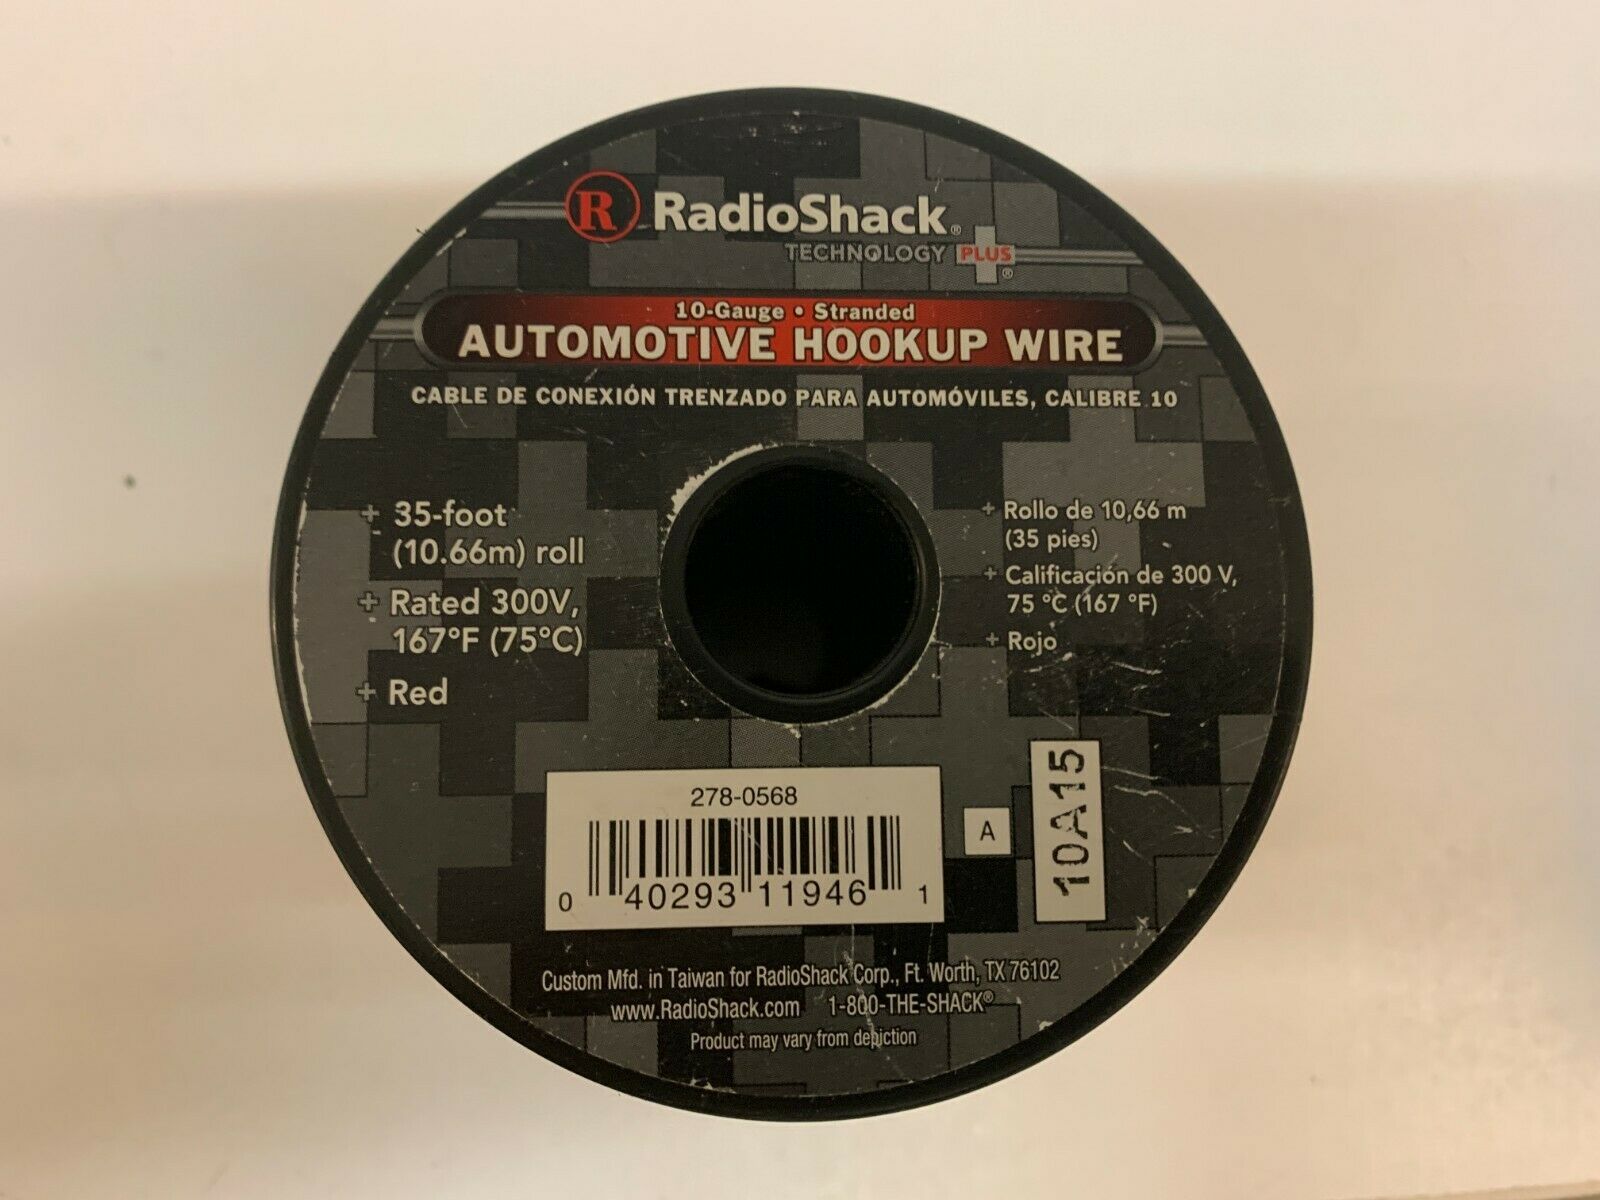 R RadioShack®
TECHNOLOGY PLUS®
10-Gauge • Stranded
AUTOMOTIVE HOOKUP WIRE
CABLE DE CONEXIÓN TRENZADO PARA AUTOMÓVILES, CALIBRE 10
+ 35-foot
(10.66m) roll
+ Rated 300V,
167°F (75°C)
+ Red
+ Rollo de 10,66 m
(35 pies)
+ Calificación de 300 V,
75 °C (167 °F)
+ Rojo
278-0568
0 40293 11946 1
A
10A15
Custom Mfd. in Taiwan for RadioShack Corp., Ft. Worth, TX 76102
www.RadioShack.com 1-800-THE-SHACK®
Product may vary from depiction